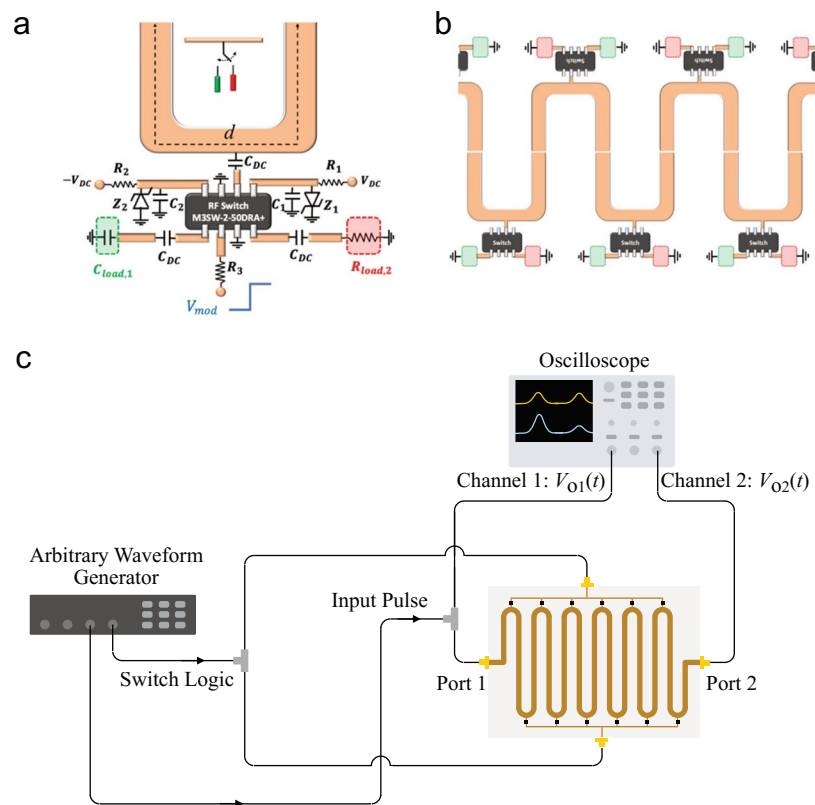 a
b
d
C_DC
R_2
R_1
−V_DC
V_DC
Z_2
C_2
C_1
Z_1
RF Switch
M3SW-2-50DRA+
C_DC
C_DC
C_load,1
R_3
R_load,2
V_mod
Switch
Switch
Switch
Switch
Switch
c
Oscilloscope
Channel 1: V_O1(t)
Channel 2: V_O2(t)
Arbitrary Waveform
Generator
Input Pulse
Switch Logic
Port 1
Port 2